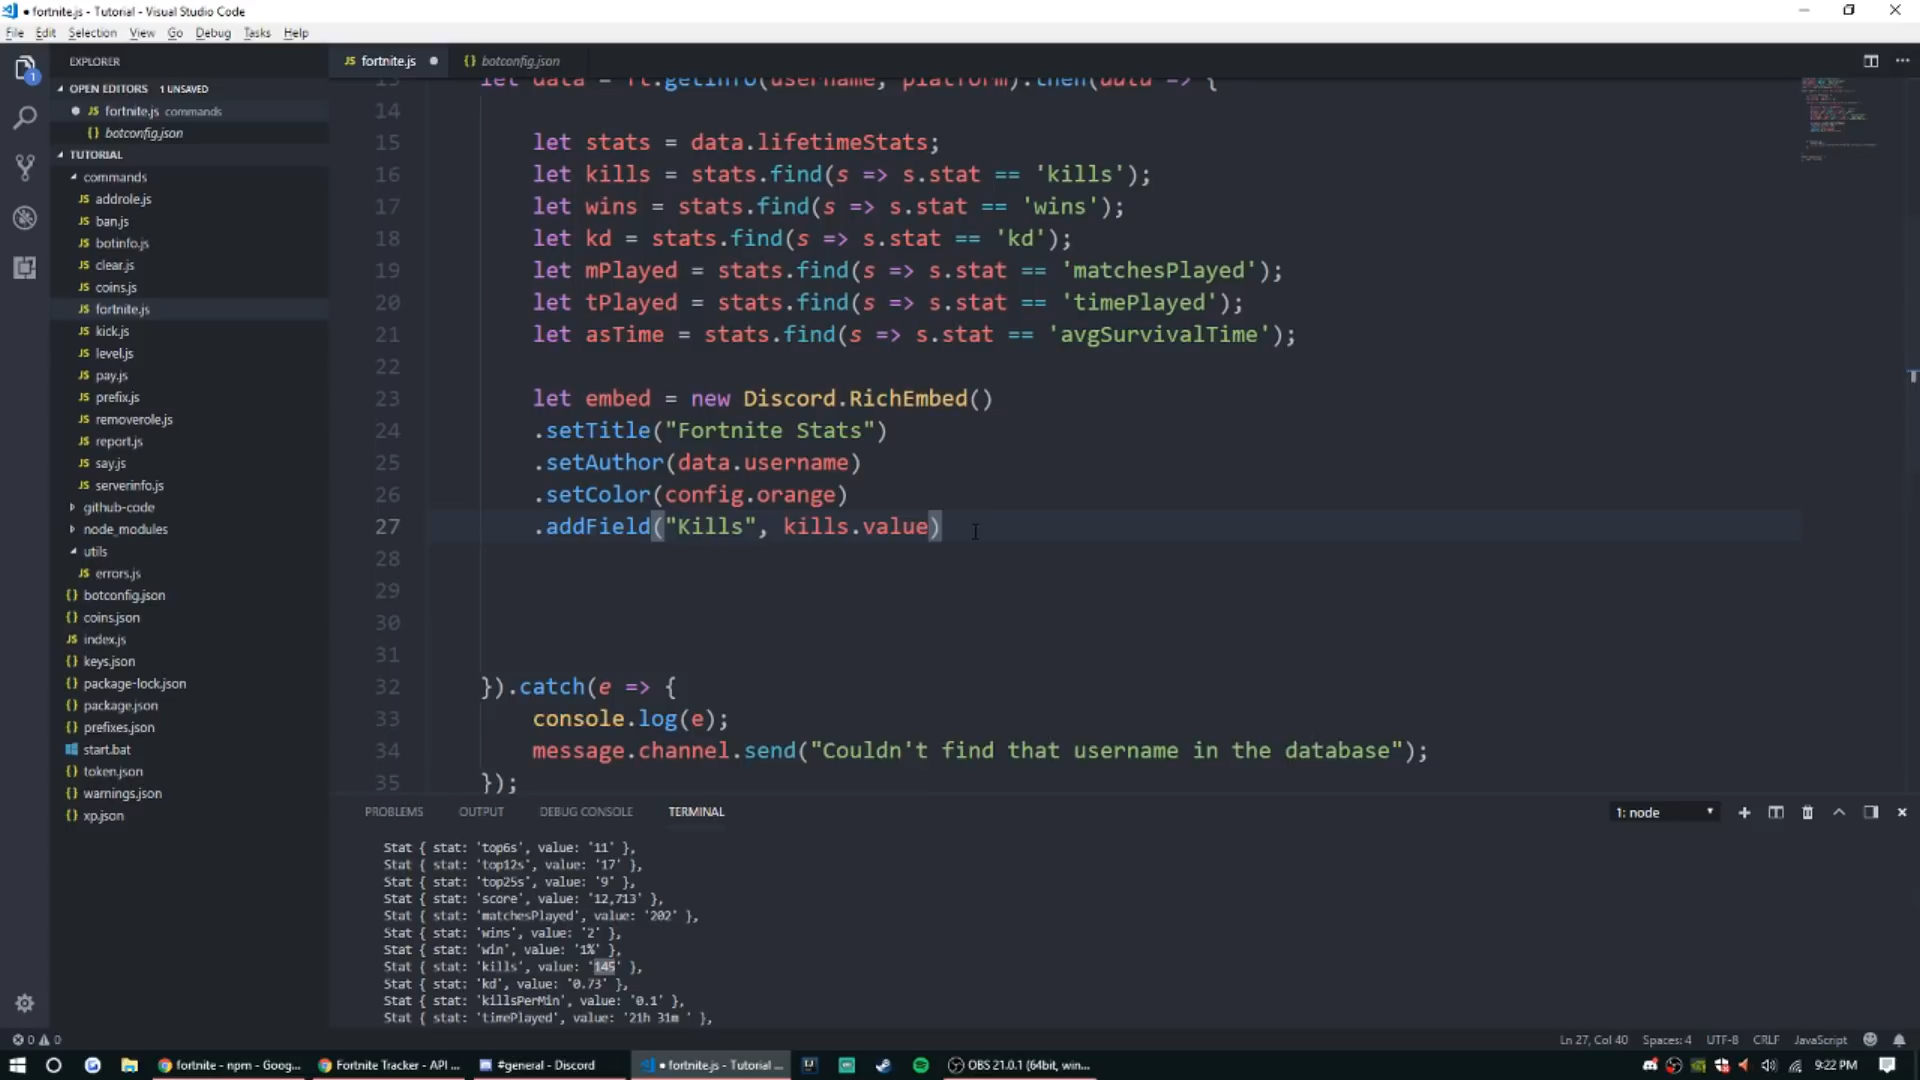 fortnite.js - Tutorial - Visual Studio Code
File Edit Selection View Go Debug Tasks Help
EXPLORER
JS fortnite.js
{ } botconfig.json
1
OPEN EDITORS 1 UNSAVED
JS fortnite.js commands
{ } botconfig.json
TUTORIAL
commands
JS addrole.js
JS ban.js
JS botinfo.js
JS clear.js
JS coins.js
JS fortnite.js
JS kick.js
JS level.js
JS pay.js
JS prefix.js
JS removerole.js
JS report.js
JS say.js
JS serverinfo.js
github-code
node_modules
utils
JS errors.js
{ } botconfig.json
{ } coins.json
JS index.js
{ } keys.json
{ } package-lock.json
{ } package.json
{ } prefixes.json
start.bat
{ } token.json
{ } warnings.json
{ } xp.json
13 let data = ft.getInfo(username, platform).then(data => {
14
15 let stats = data.lifetimeStats;
16 let kills = stats.find(s => s.stat == 'kills');
17 let wins = stats.find(s => s.stat == 'wins');
18 let kd = stats.find(s => s.stat == 'kd');
19 let mPlayed = stats.find(s => s.stat == 'matchesPlayed');
20 let tPlayed = stats.find(s => s.stat == 'timePlayed');
21 let asTime = stats.find(s => s.stat == 'avgSurvivalTime');
22
23 let embed = new Discord.RichEmbed()
24 .setTitle("Fortnite Stats")
25 .setAuthor(data.username)
26 .setColor(config.orange)
27 .addField("Kills", kills.value)
28
29
30
31
32 }).catch(e => {
33 console.log(e);
34 message.channel.send("Couldn't find that username in the database");
35 });
PROBLEMS OUTPUT DEBUG CONSOLE TERMINAL
1: node
Stat { stat: 'top6s', value: '11' },
Stat { stat: 'top12s', value: '17' },
Stat { stat: 'top25s', value: '9' },
Stat { stat: 'score', value: '12,713' },
Stat { stat: 'matchesPlayed', value: '202' },
Stat { stat: 'wins', value: '2' },
Stat { stat: 'win', value: '1%' },
Stat { stat: 'kills', value: '145' },
Stat { stat: 'kd', value: '0.73' },
Stat { stat: 'killsPerMin', value: '0.1' },
Stat { stat: 'timePlayed', value: '21h 31m ' },
0 0
Ln 27, Col 40 Spaces: 4 UTF-8 CRLF JavaScript
fortnite - npm - Goog...
Fortnite Tracker - API ...
#general - Discord
fortnite.js - Tutorial ...
OBS 21.0.1 (64bit, win...
9:22 PM